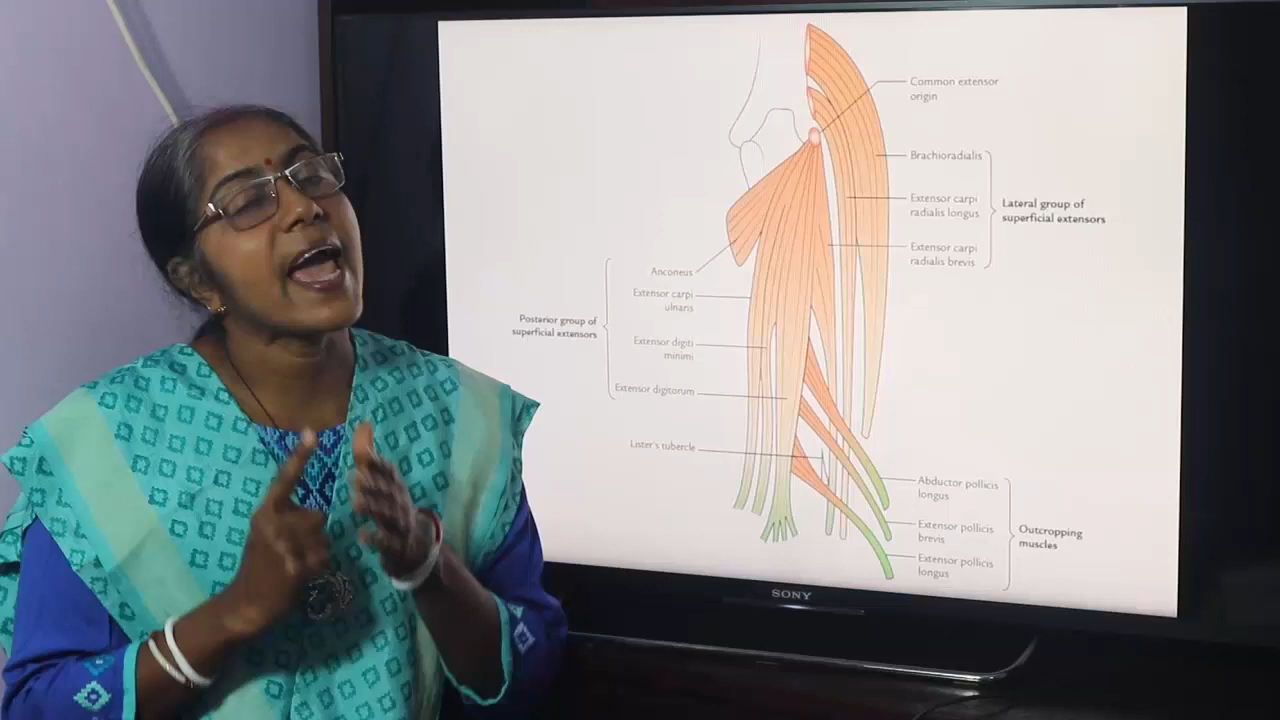 Common extensor
origin
Brachioradialis
Extensor carpi
radialis longus
Lateral group of
superficial extensors
Extensor carpi
radialis brevis
Anconeus
Extensor carpi
ulnaris
Posterior group of
superficial extensors
Extensor digiti
minimi
Extensor digitorum
Lister's tubercle
Abductor pollicis
longus
Extensor pollicis
brevis
Outcropping
muscles
Extensor pollicis
longus
SONY